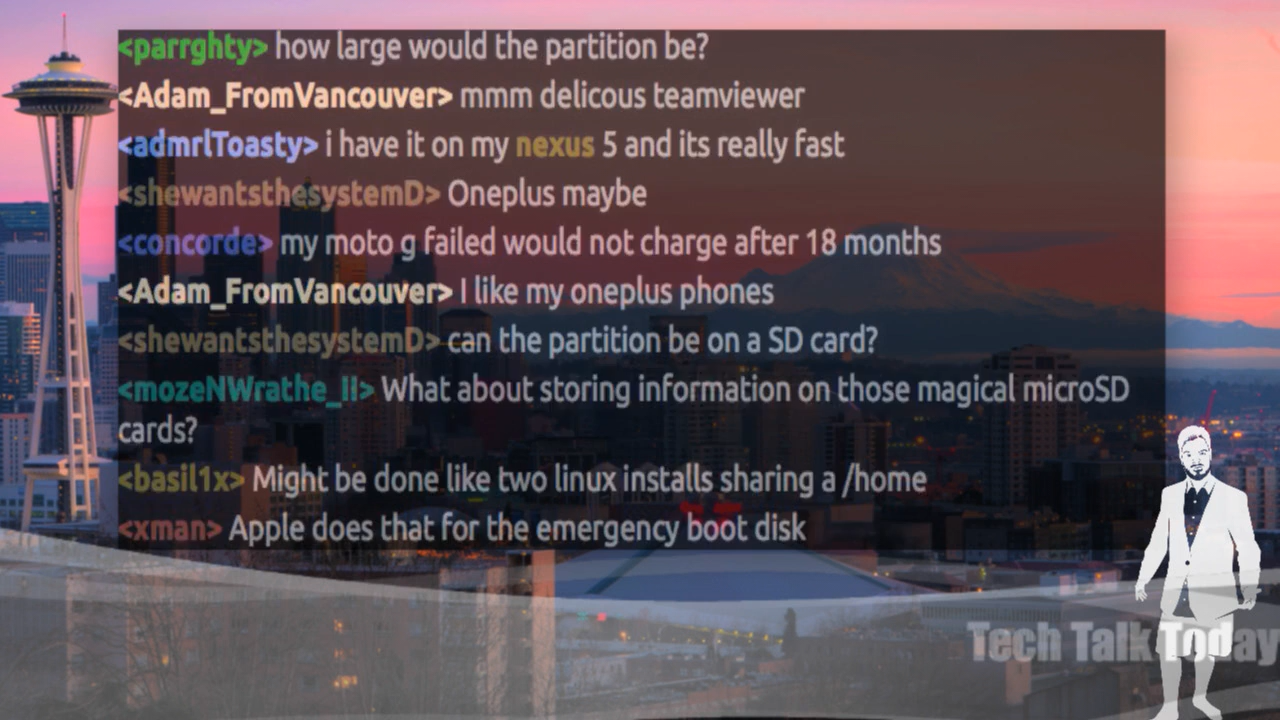 <parrghty> how large would the partition be?
<Adam_FromVancouver> mmm delicous teamviewer
<admrlToasty> i have it on my nexus 5 and its really fast
<shewantsthesystemD> Oneplus maybe
<concorde> my moto g failed would not charge after 18 months
<Adam_FromVancouver> I like my oneplus phones
<shewantsthesystemD> can the partition be on a SD card?
<mozeNWrathe_II> What about storing information on those magical microSD
cards?
<basil1x> Might be done like two linux installs sharing a /home
<xman> Apple does that for the emergency boot disk
Tech Talk Today